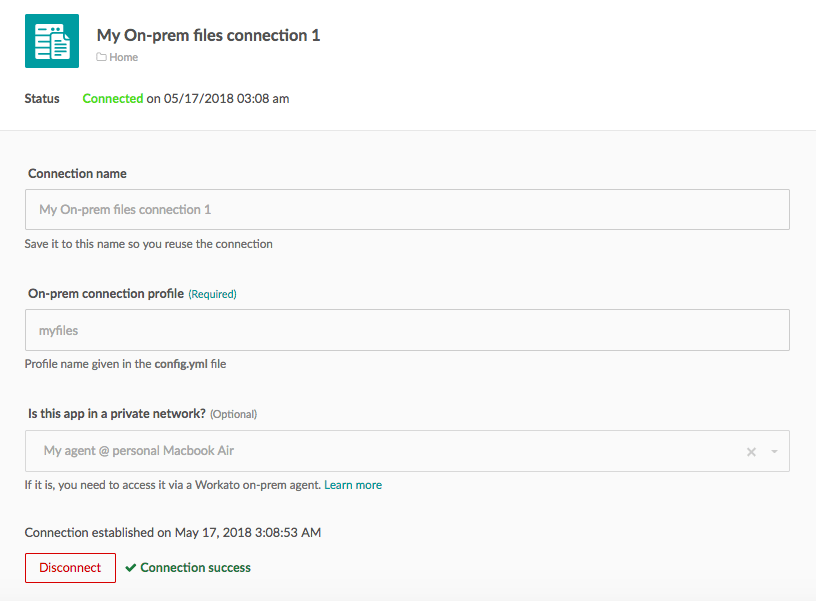 My On-prem files connection 1
Home
Status Connected on 05/17/2018 03:08 am
Connection name
My On-prem files connection 1
Save it to this name so you reuse the connection
On-prem connection profile (Required)
myfiles
Profile name given in the config.yml file
Is this app in a private network? (Optional)
My agent @ personal Macbook Air
If it is, you need to access it via a Workato on-prem agent. Learn more
Connection established on May 17, 2018 3:08:53 AM
Disconnect Connection success